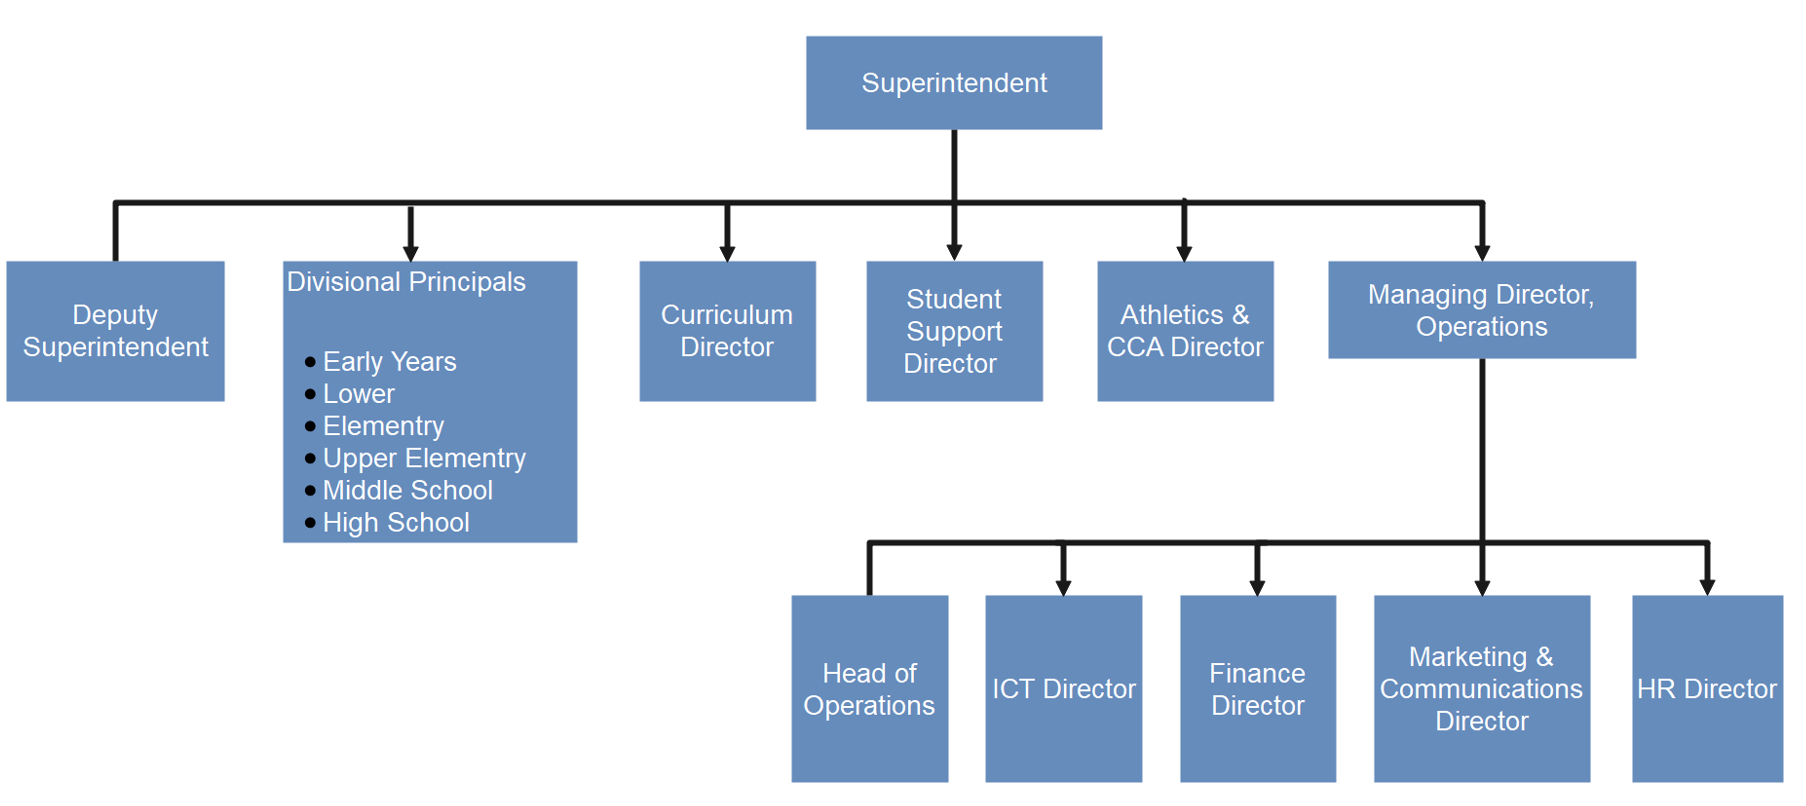 Superintendent
Deputy
Superintendent
Divisional Principals
Early Years
Lower
Elementry
Upper Elementry
Middle School
High School
Curriculum
Director
Student
Support
Director
Athletics &
CCA Director
Managing Director,
Operations
Head of
Operations
ICT Director
Finance
Director
Marketing &
Communications
Director
HR Director